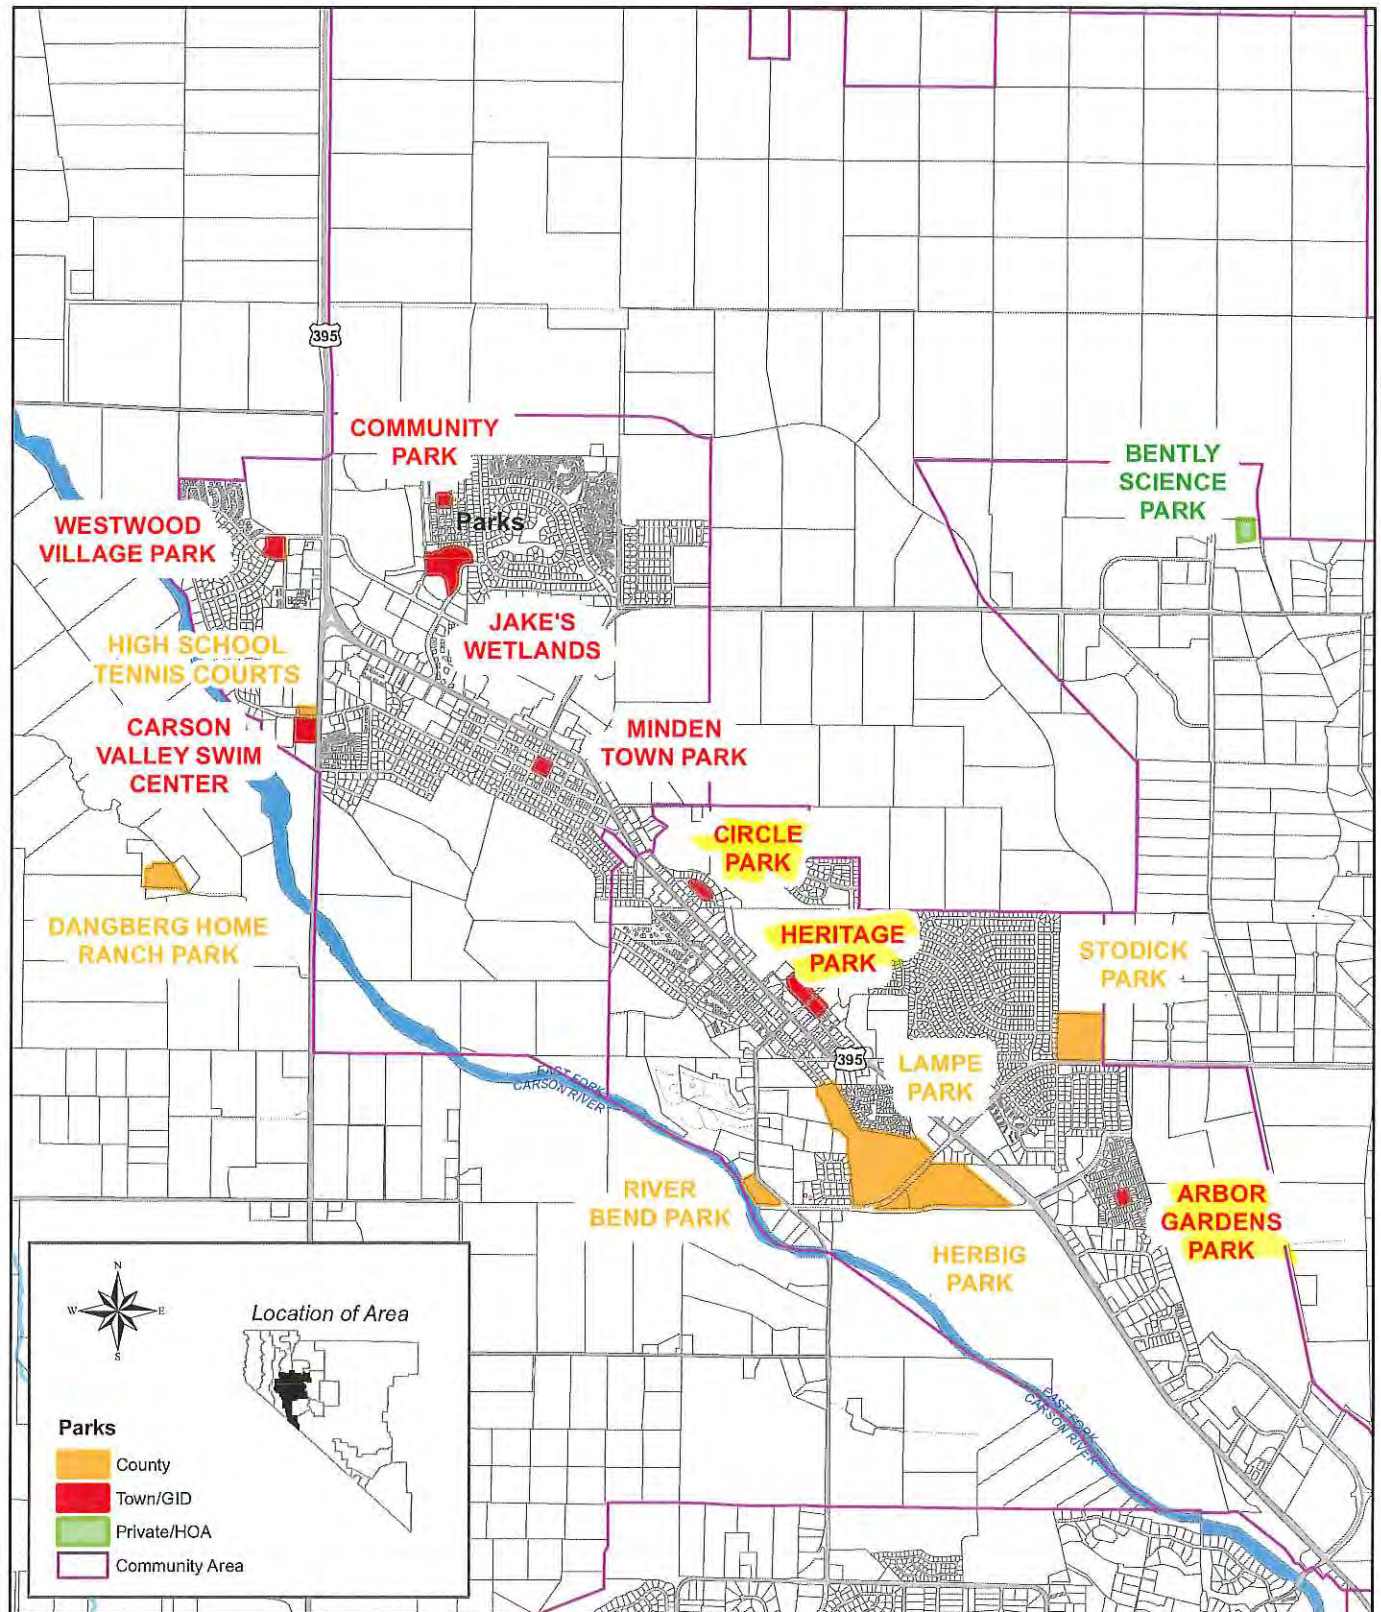 395
COMMUNITY
PARK
Parks
BENTLY
SCIENCE
PARK
WESTWOOD
VILLAGE PARK
JAKE'S
WETLANDS
HIGH SCHOOL
TENNIS COURTS
CARSON
VALLEY SWIM
CENTER
MINDEN
TOWN PARK
CIRCLE
PARK
DANGBERG HOME
RANCH PARK
HERITAGE
PARK
STODICK
PARK
395
LAMPE
PARK
EAST FORK
CARSON RIVER
RIVER
BEND PARK
ARBOR
GARDENS
PARK
HERBIG
PARK
N
W
E
S
Location of Area
EAST FORK
CARSON RIVER
Parks
County
Town/GID
Private/HOA
Community Area